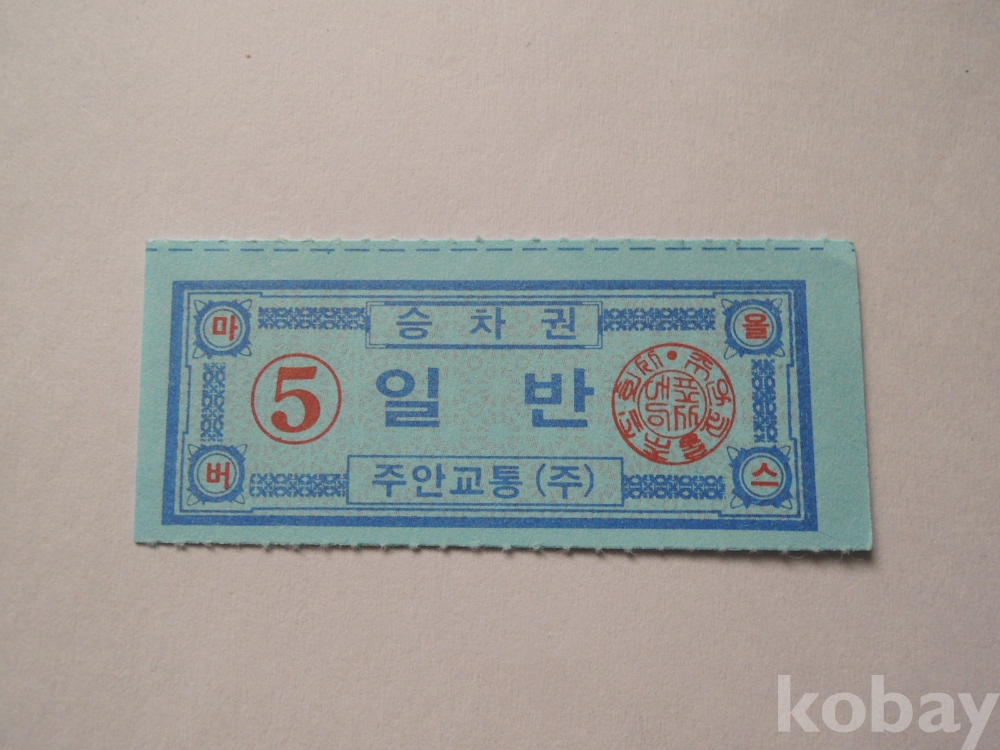 마 승 차 권 울
5 일 반
버 주안교통(주) 스
kobay